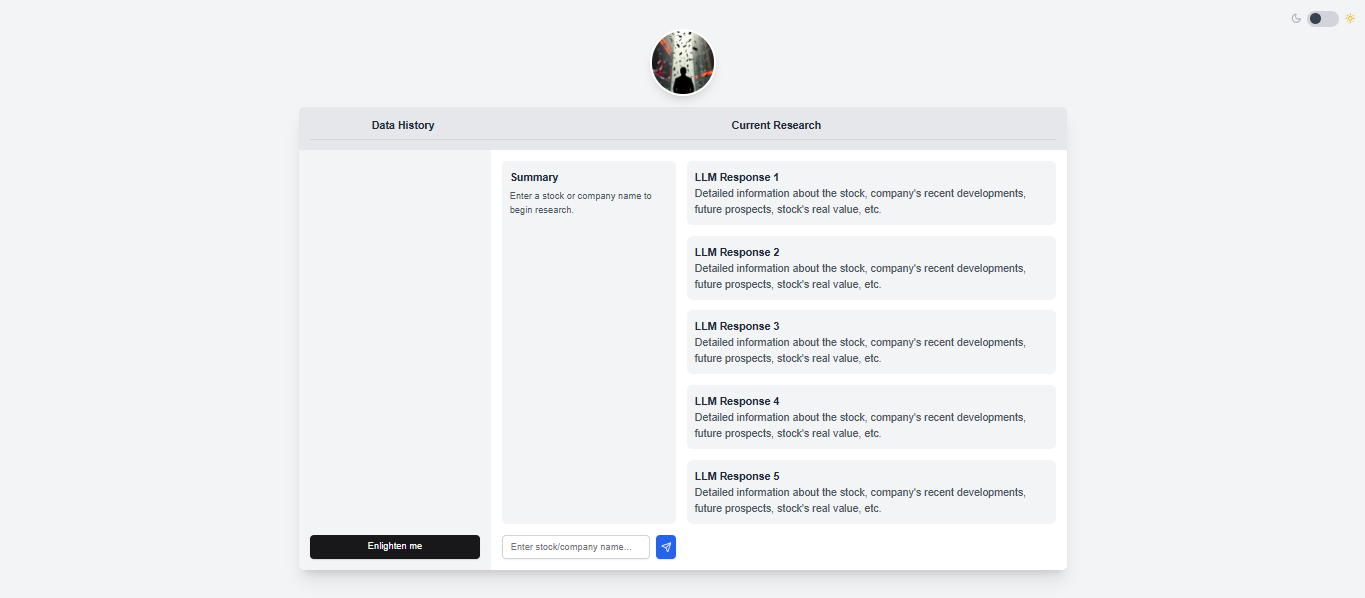 Data History
Current Research
Summary
Enter a stock or company name to
begin research.
LLM Response 1
Detailed information about the stock, company's recent developments,
future prospects, stock's real value, etc.
LLM Response 2
Detailed information about the stock, company's recent developments,
future prospects, stock's real value, etc.
LLM Response 3
Detailed information about the stock, company's recent developments,
future prospects, stock's real value, etc.
LLM Response 4
Detailed information about the stock, company's recent developments,
future prospects, stock's real value, etc.
LLM Response 5
Detailed information about the stock, company's recent developments,
future prospects, stock's real value, etc.
Enlighten me
Enter stock/company name...